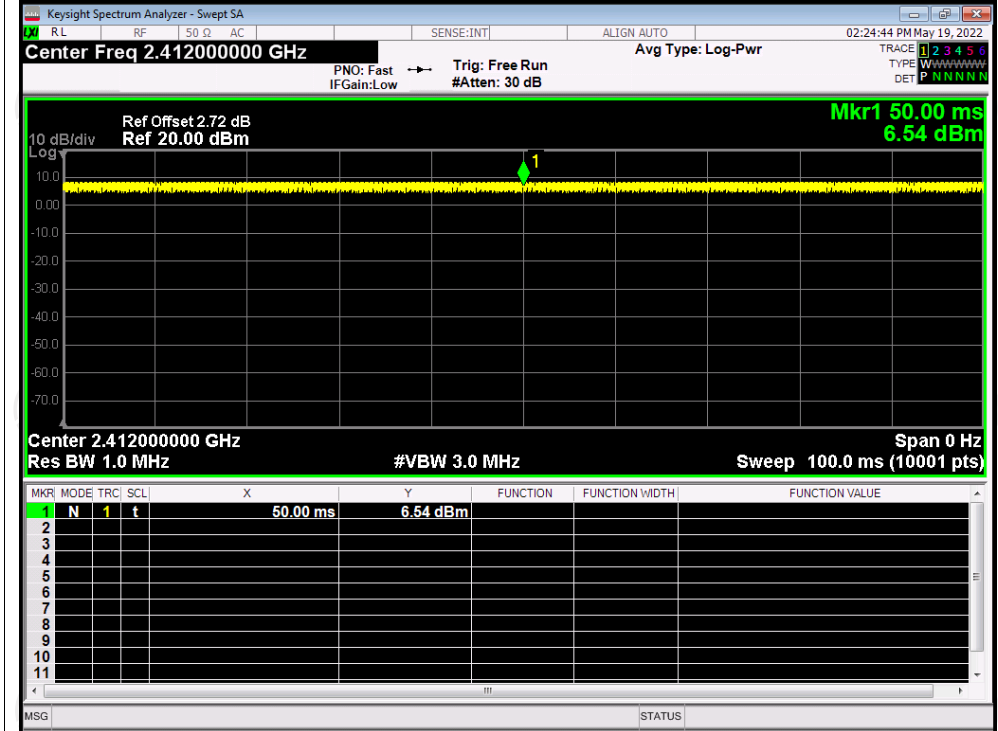 Keysight Spectrum Analyzer - Swept SA
LXI RL RF 50 Ω AC SENSE:INT ALIGN AUTO 02:24:44 PM May 19, 2022
Center Freq 2.412000000 GHz Avg Type: Log-Pwr TRACE 1 2 3 4 5 6
PNO: Fast Trig: Free Run TYPE WWWWWW
IFGain:Low #Atten: 30 dB DET P N N N N N
Mkr1 50.00 ms
Ref Offset 2.72 dB
10 dB/div Ref 20.00 dBm 6.54 dBm
Log
1
10.0
0.00
-10.0
-20.0
-30.0
-40.0
-50.0
-60.0
-70.0
Center 2.412000000 GHz Span 0 Hz
Res BW 1.0 MHz #VBW 3.0 MHz Sweep 100.0 ms (10001 pts)
MKR MODE TRC SCL X Y FUNCTION FUNCTION WIDTH FUNCTION VALUE
1 N 1 t 50.00 ms 6.54 dBm
2
3
4
5
6
7
8
9
10
11
MSG STATUS